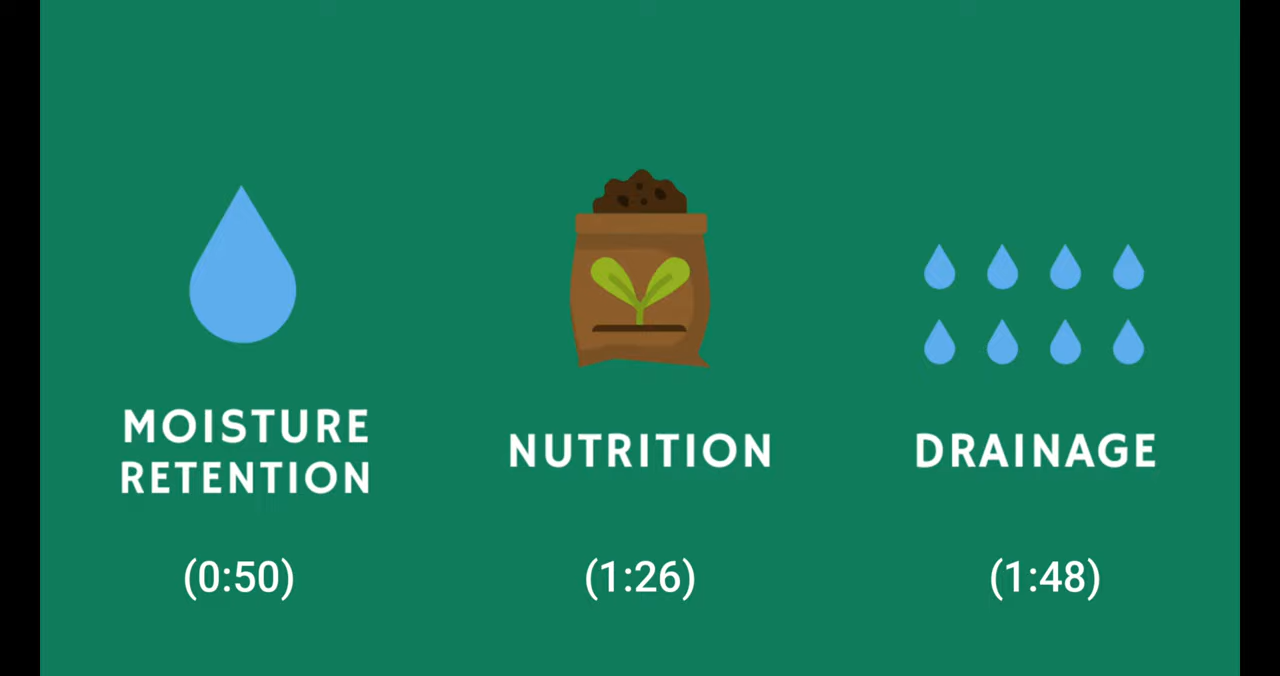 MOISTURE
RETENTION
(0:50)
NUTRITION
(1:26)
DRAINAGE
(1:48)